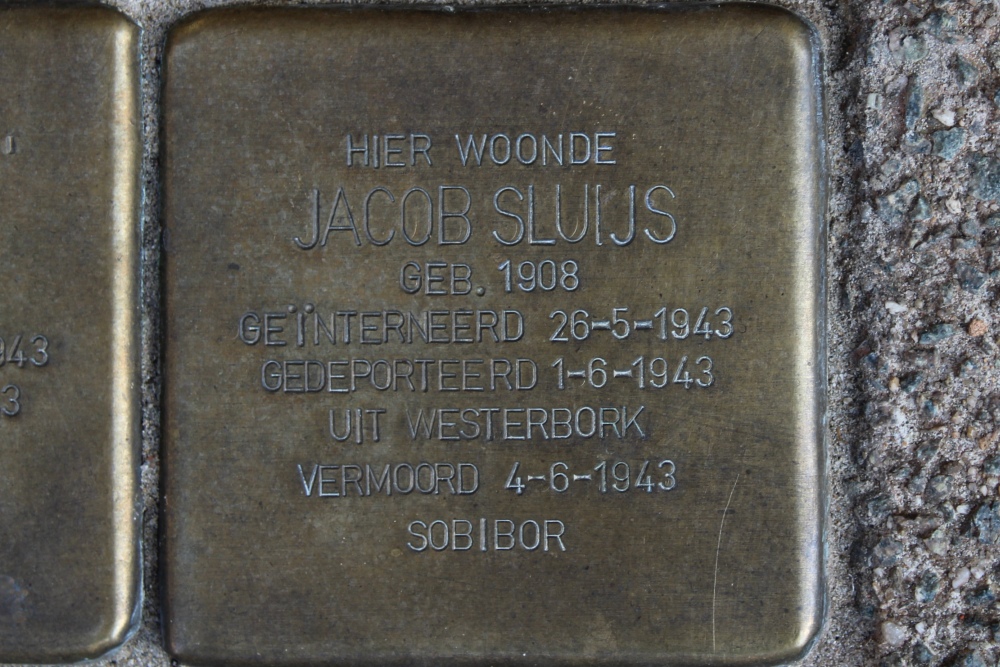 HIER WOONDE
JACOB SLUIJS
GEB. 1908
GEÏNTERNEERD 26-5-1943
GEDEPORTEERD 1-6-1943
UIT WESTERBORK
VERMOORD 4-6-1943
SOBIBOR